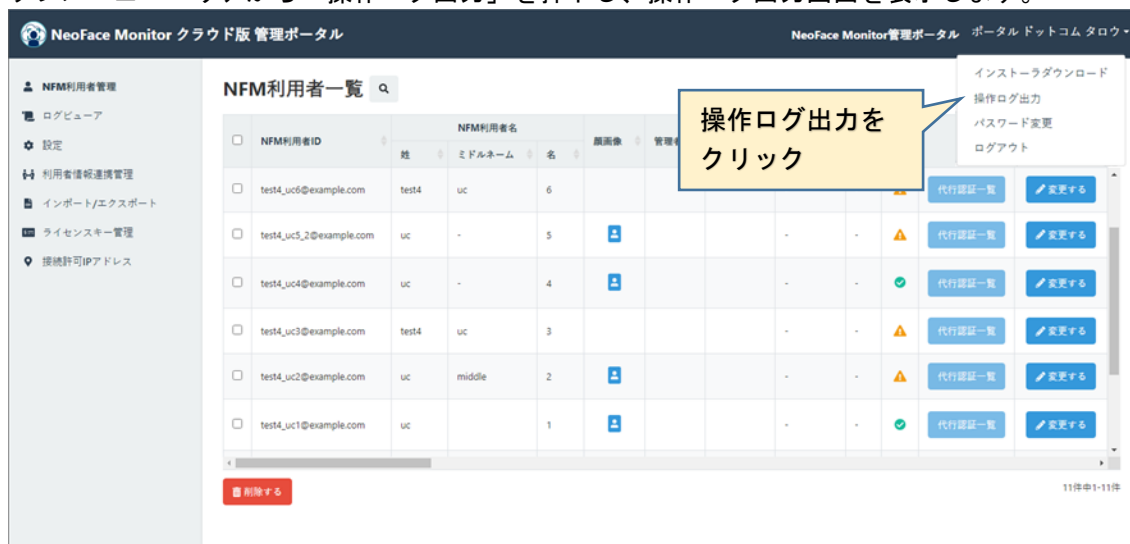 NeoFace Monitor クラウド版 管理ポータル
NeoFace Monitor管理ポータル ポータル ドットコム タロウ
インストーラダウンロード
操作ログ出力
パスワード変更
ログアウト
操作ログ出力を
クリック
NFM利用者管理
ログビューア
設定
利用者情報連携管理
インポート/エクスポート
ライセンスキー管理
接続許可IPアドレス
NFM利用者一覧
NFM利用者ID NFM利用者名 顔画像
姓 ミドルネーム 名
test4_uc6@example.com test4 uc 6 代行認証一覧 変更する
test4_uc5_2@example.com uc - 5 - - 代行認証一覧 変更する
test4_uc4@example.com uc - 4 - - 代行認証一覧 変更する
test4_uc3@example.com test4 uc 3 - - 代行認証一覧 変更する
test4_uc2@example.com uc middle 2 - - 代行認証一覧 変更する
test4_uc1@example.com uc 1 - - 代行認証一覧 変更する
削除する
11件中1-11件